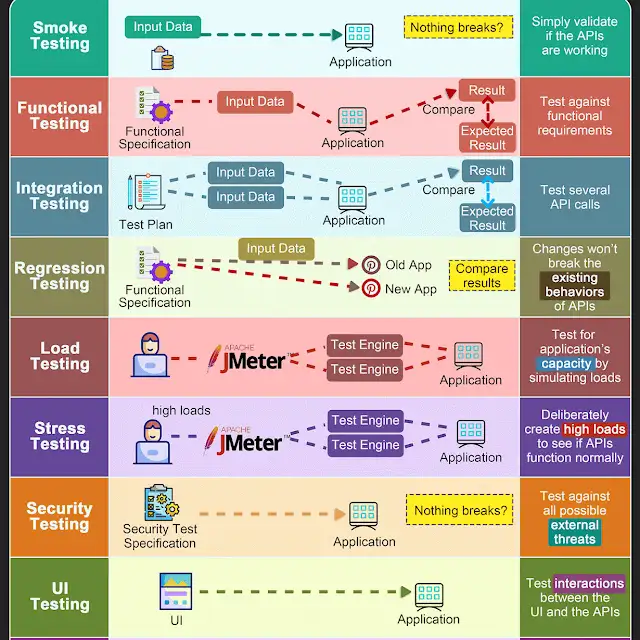 Smoke
Testing
Input Data
Application
Nothing breaks?
Simply validate
if the APIs
are working
Functional
Testing
Functional
Specification
Input Data
Application
Compare
Result
Expected
Result
Test against
functional
requirements
Integration
Testing
Test Plan
Input Data
Input Data
Application
Compare
Result
Expected
Result
Test several
API calls
Regression
Testing
Functional
Specification
Input Data
Old App
New App
Compare
results
Changes won't
break the
existing
behaviors
of APIs
Load
Testing
APACHE
JMeter™
Test Engine
Test Engine
Application
Test for
application's
capacity by
simulating loads
Stress
Testing
high loads
APACHE
JMeter™
Test Engine
Test Engine
Application
Deliberately
create high loads
to see if APIs
function normally
Security
Testing
Security Test
Specification
Application
Nothing breaks?
Test against
all possible
external
threats
UI
Testing
UI
Application
Test interactions
between the
UI and the APIs